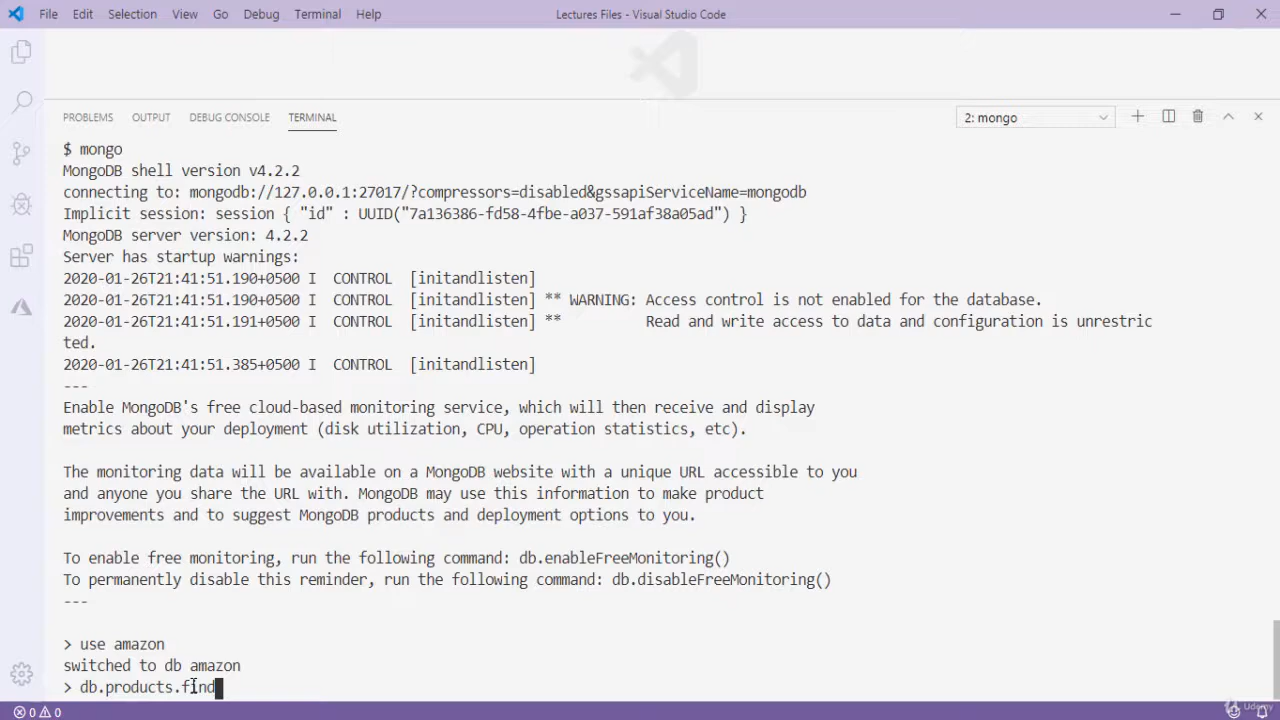 File Edit Selection View Go Debug Terminal Help Lectures Files - Visual Studio Code
PROBLEMS OUTPUT DEBUG CONSOLE TERMINAL 2: mongo
$ mongo
MongoDB shell version v4.2.2
connecting to: mongodb://127.0.0.1:27017/?compressors=disabled&gssapiServiceName=mongodb
Implicit session: session { "id" : UUID("7a136386-fd58-4fbe-a037-591af38a05ad") }
MongoDB server version: 4.2.2
Server has startup warnings:
2020-01-26T21:41:51.190+0500 I CONTROL [initandlisten]
2020-01-26T21:41:51.190+0500 I CONTROL [initandlisten] ** WARNING: Access control is not enabled for the database.
2020-01-26T21:41:51.191+0500 I CONTROL [initandlisten] ** Read and write access to data and configuration is unrestric
ted.
2020-01-26T21:41:51.385+0500 I CONTROL [initandlisten]
---
Enable MongoDB's free cloud-based monitoring service, which will then receive and display
metrics about your deployment (disk utilization, CPU, operation statistics, etc).
The monitoring data will be available on a MongoDB website with a unique URL accessible to you
and anyone you share the URL with. MongoDB may use this information to make product
improvements and to suggest MongoDB products and deployment options to you.
To enable free monitoring, run the following command: db.enableFreeMonitoring()
To permanently disable this reminder, run the following command: db.disableFreeMonitoring()
---
> use amazon
switched to db amazon
> db.products.find
0 0
Udemy